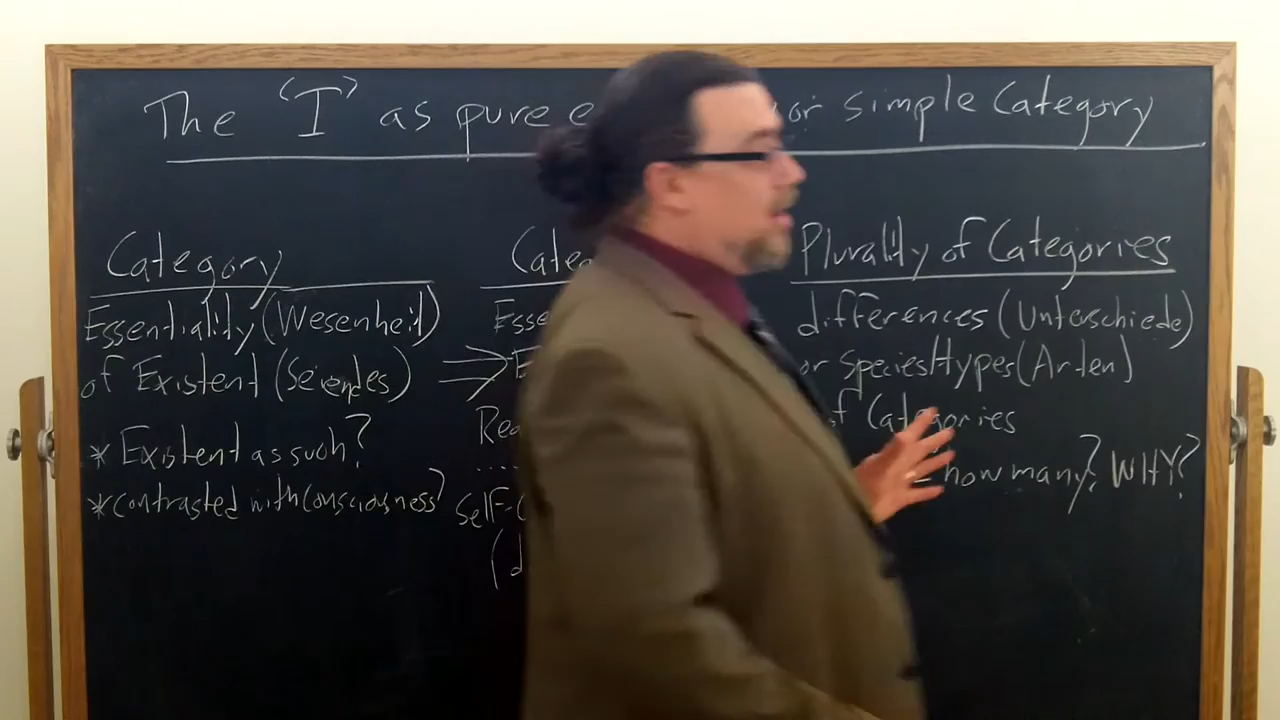 The "I" as pure e or simple Category
Category
Essentiality (Wesenheit)
of Existent (Seiendes)
* Existent as such?
* Contrasted with Consciousness?
Cate
Esse
⇒ E
Rea
.....
Self-C
(d
Plurality of Categories
differences (Unterschiede)
or species/types (Arten)
of Categories
how many? WHY?